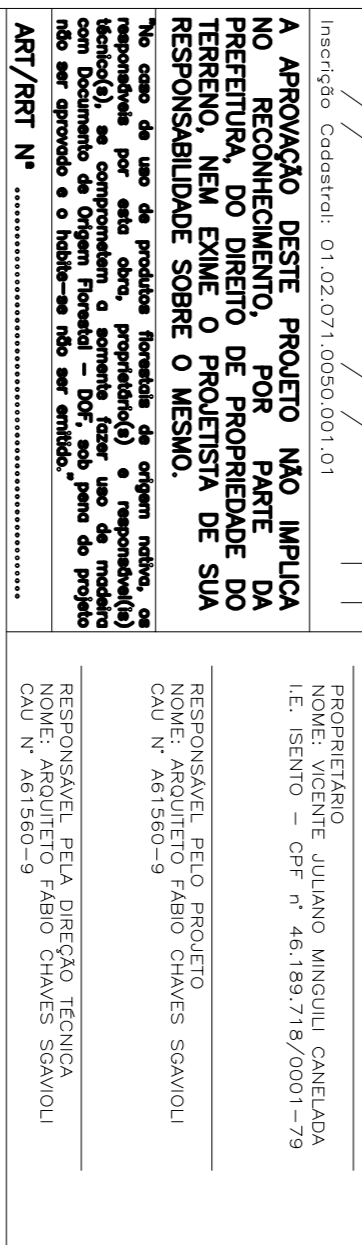 Inscrição Cadastral: 01.02.071.0050.001.01
A APROVAÇÃO DESTE PROJETO NÃO IMPLICA
NO RECONHECIMENTO, POR PARTE DA
PREFEITURA, DO DIREITO DE PROPRIEDADE DO
TERRENO, NEM EXIME O PROJETISTA DE SUA
RESPONSABILIDADE SOBRE O MESMO.
"No caso de uso de produtos florestais de origem nativa, os
responsáveis por esta obra, proprietário(s) e responsável(is)
técnico(s), se comprometem a somente fazer uso de madeira
com Documento de Origem Florestal - DOF, sob pena do projeto
não ser aprovado e o habite-se não ser emitido."
ART/RRT N° ..............................................
PROPRIETÁRIO
NOME: VICENTE JULIANO MINGUILI CANELADA
I.E. ISENTO - CPF n° 46.189.718/0001-79
RESPONSÁVEL PELO PROJETO
NOME: ARQUITETO FÁBIO CHAVES SGAVIOLI
CAU N° A61560-9
RESPONSÁVEL PELA DIREÇÃO TÉCNICA
NOME: ARQUITETO FÁBIO CHAVES SGAVIOLI
CAU N° A61560-9